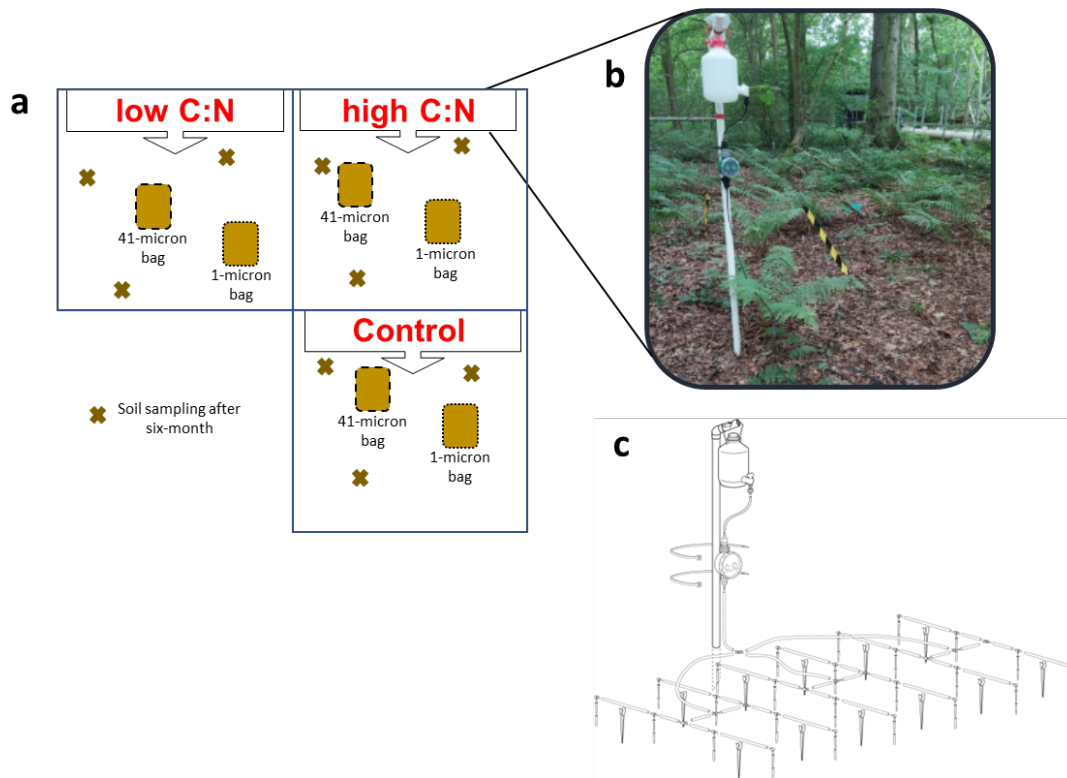 a
low C:N
high C:N
41-micron
bag
1-micron
bag
41-micron
bag
1-micron
bag
Control
41-micron
bag
1-micron
bag
Soil sampling after
six-month
b
c